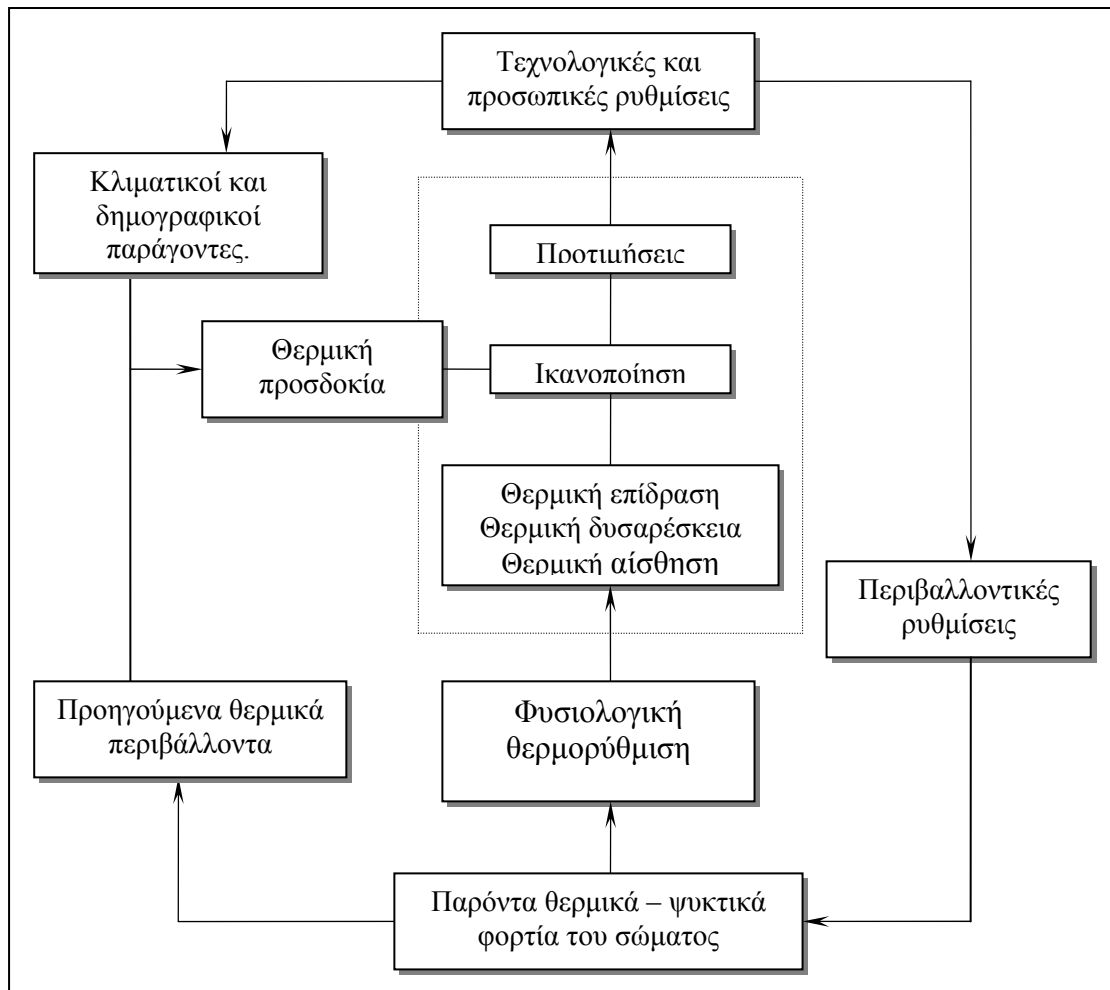 Τεχνολογικές και
προσωπικές ρυθμίσεις
Κλιματικοί και
δημογραφικοί
παράγοντες.
Προτιμήσεις
Θερμική
προσδοκία
Ικανοποίηση
Θερμική επίδραση
Θερμική δυσαρέσκεια
Θερμική αίσθηση
Περιβαλλοντικές
ρυθμίσεις
Προηγούμενα θερμικά
περιβάλλοντα
Φυσιολογική
θερμορύθμιση
Παρόντα θερμικά – ψυκτικά
φορτία του σώματος